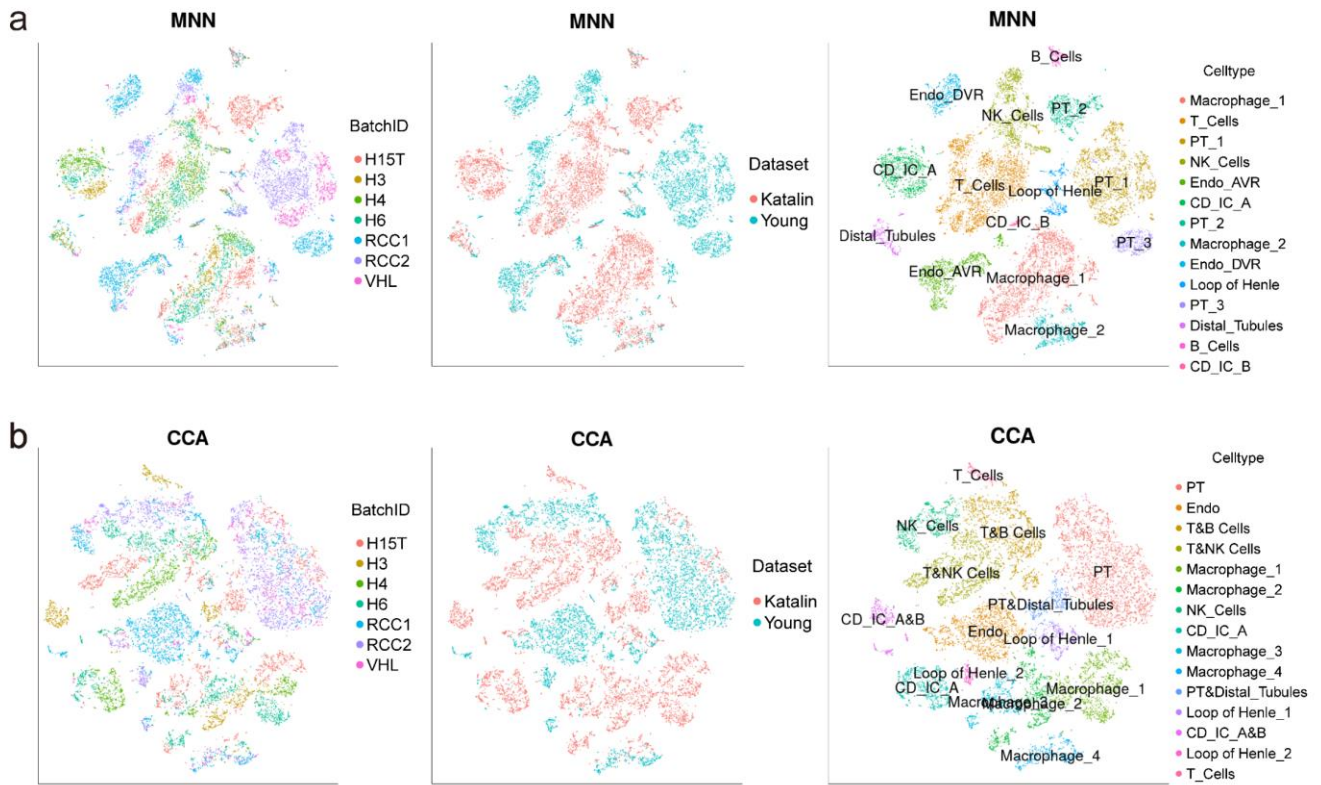 a
MNN
BatchID
H15T
H3
H4
H6
RCC1
RCC2
VHL
MNN
Dataset
Katalin
Young
MNN
B_Cells
Endo_DVR
NK_Cells
PT_2
CD_IC_A
T_Cells
Loop of Henle
PT_1
CD_IC_B
Distal_Tubules
PT_3
Endo_AVR
Macrophage_1
Macrophage_2
Celltype
Macrophage_1
T_Cells
PT_1
NK_Cells
Endo_AVR
CD_IC_A
PT_2
Macrophage_2
Endo_DVR
Loop of Henle
PT_3
Distal_Tubules
B_Cells
CD_IC_B
b
CCA
BatchID
H15T
H3
H4
H6
RCC1
RCC2
VHL
CCA
Dataset
Katalin
Young
CCA
T_Cells
NK_Cells
T&B Cells
T&NK Cells
PT
PT&Distal_Tubules
CD_IC_A&B
Endo
Loop of Henle_1
Loop of Henle_2
CD_IC_A
Macrophage_1
Macrophage_3
Macrophage_2
Macrophage_4
Celltype
PT
Endo
T&B Cells
T&NK Cells
Macrophage_1
Macrophage_2
NK_Cells
CD_IC_A
Macrophage_3
Macrophage_4
PT&Distal_Tubules
Loop of Henle_1
CD_IC_A&B
Loop of Henle_2
T_Cells